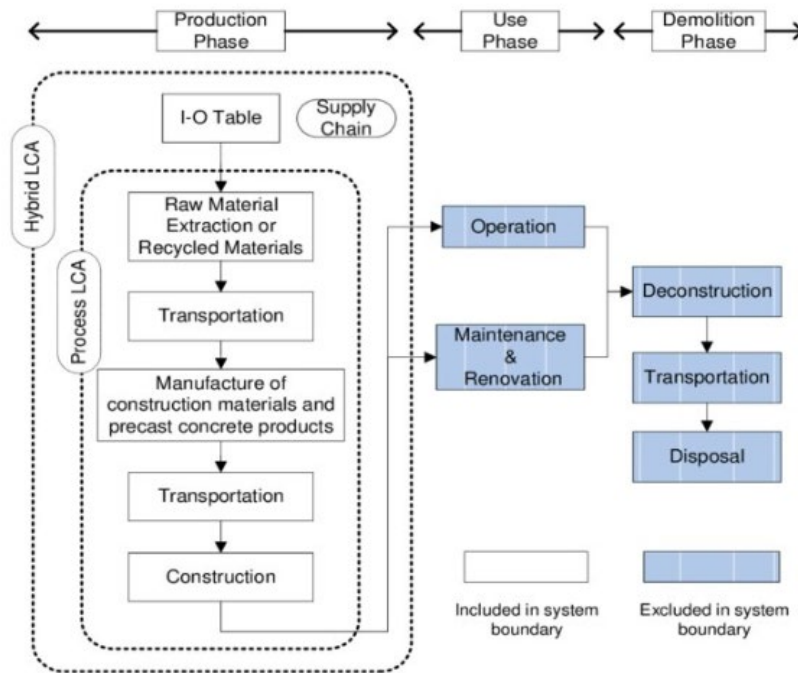 Production
Phase
Use
Phase
Demolition
Phase
Hybrid LCA
Supply
Chain
I-O Table
Process LCA
Raw Material
Extraction or
Recycled Materials
Transportation
Manufacture of
construction materials and
precast concrete products
Transportation
Construction
Operation
Maintenance
&
Renovation
Deconstruction
Transportation
Disposal
Included in system
boundary
Excluded in system
boundary